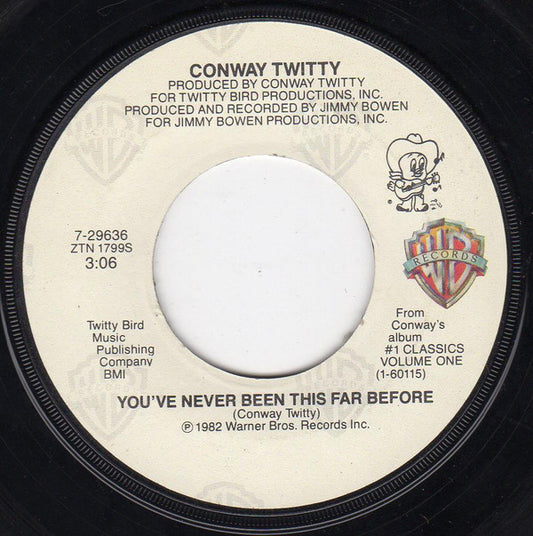 CONWAY TWITTY
PRODUCED BY CONWAY TWITTY
FOR TWITTY BIRD PRODUCTIONS, INC.
PRODUCED AND RECORDED BY JIMMY BOWEN
FOR JIMMY BOWEN PRODUCTIONS, INC.
7-29636
ZTN 1799S
3:06
WB
RECORDS
Twitty Bird
Music
Publishing
Company
BMI
From
Conway's
album
#1 CLASSICS
VOLUME ONE
(1-60115)
YOU'VE NEVER BEEN THIS FAR BEFORE
(Conway Twitty)
℗ 1982 Warner Bros. Records Inc.